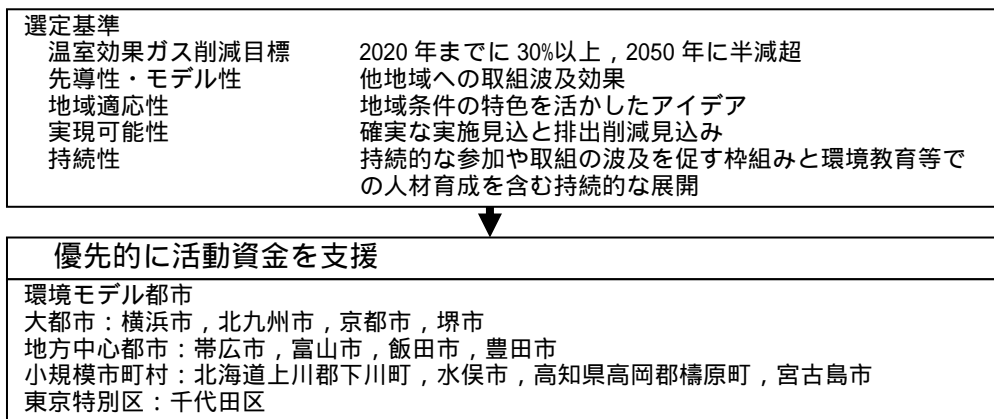 選定基準
温室効果ガス削減目標 2020年までに30%以上，2050年に半減超
先導性・モデル性 他地域への取組波及効果
地域適応性 地域条件の特色を活かしたアイデア
実現可能性 確実な実施見込と排出削減見込み
持続性 持続的な参加や取組の波及を促す枠組みと環境教育等で
の人材育成を含む持続的な展開
優先的に活動資金を支援
環境モデル都市
大都市：横浜市，北九州市，京都市，堺市
地方中心都市：帯広市，富山市，飯田市，豊田市
小規模市町村：北海道上川郡下川町，水俣市，高知県高岡郡檮原町，宮古島市
東京特別区：千代田区